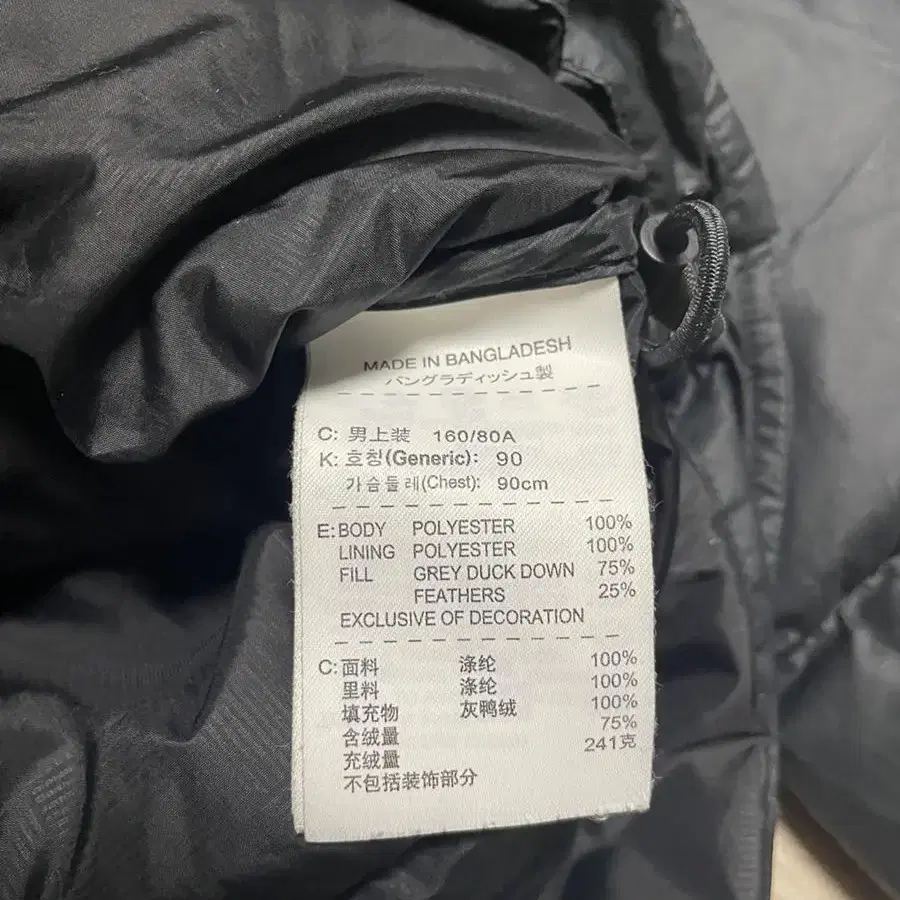 MADE IN BANGLADESH
バングラディッシュ製
C: 男上装 160/80A
K: 호칭(Generic): 90
가슴둘레(Chest): 90cm
E: BODY POLYESTER 100%
LINING POLYESTER 100%
FILL GREY DUCK DOWN 75%
FEATHERS 25%
EXCLUSIVE OF DECORATION
C: 面料 涤纶 100%
里料 涤纶 100%
填充物 灰鸭绒 100%
含绒量 75%
充绒量 241克
不包括装饰部分